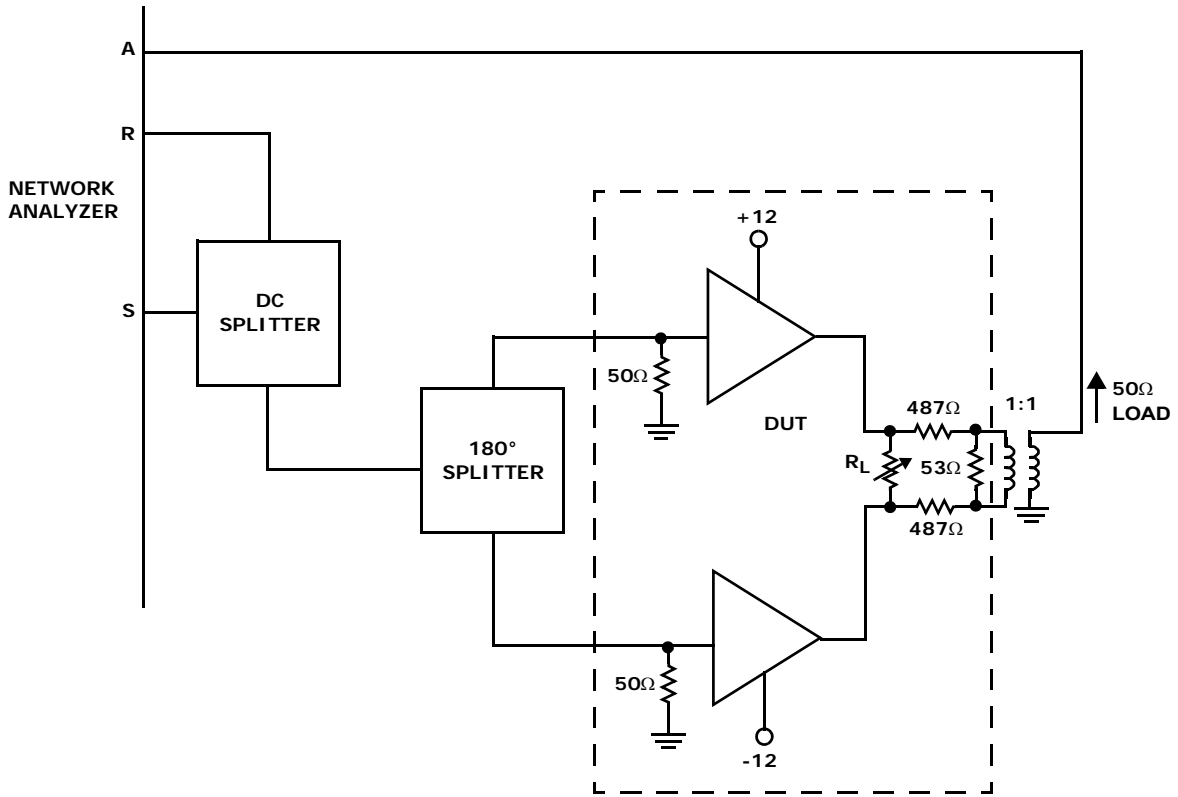 A
R
NETWORK
ANALYZER
S
DC
SPLITTER
180°
SPLITTER
+12
50Ω
DUT
487Ω
1:1
50Ω
LOAD
RL
53Ω
487Ω
50Ω
-12